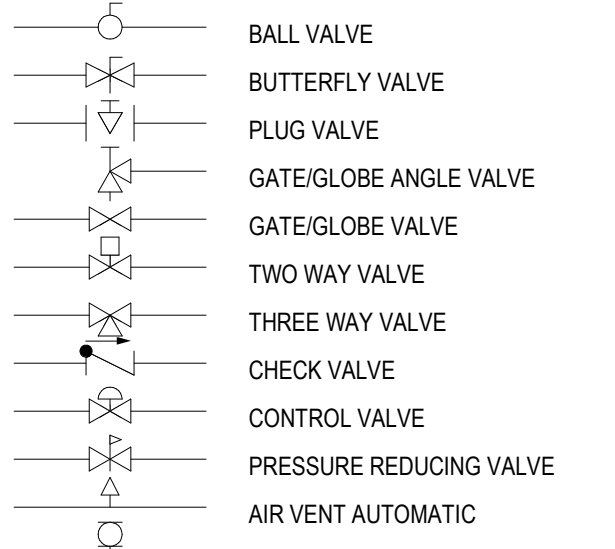 BALL VALVE
BUTTERFLY VALVE
PLUG VALVE
GATE/GLOBE ANGLE VALVE
GATE/GLOBE VALVE
TWO WAY VALVE
THREE WAY VALVE
CHECK VALVE
CONTROL VALVE
PRESSURE REDUCING VALVE
AIR VENT AUTOMATIC